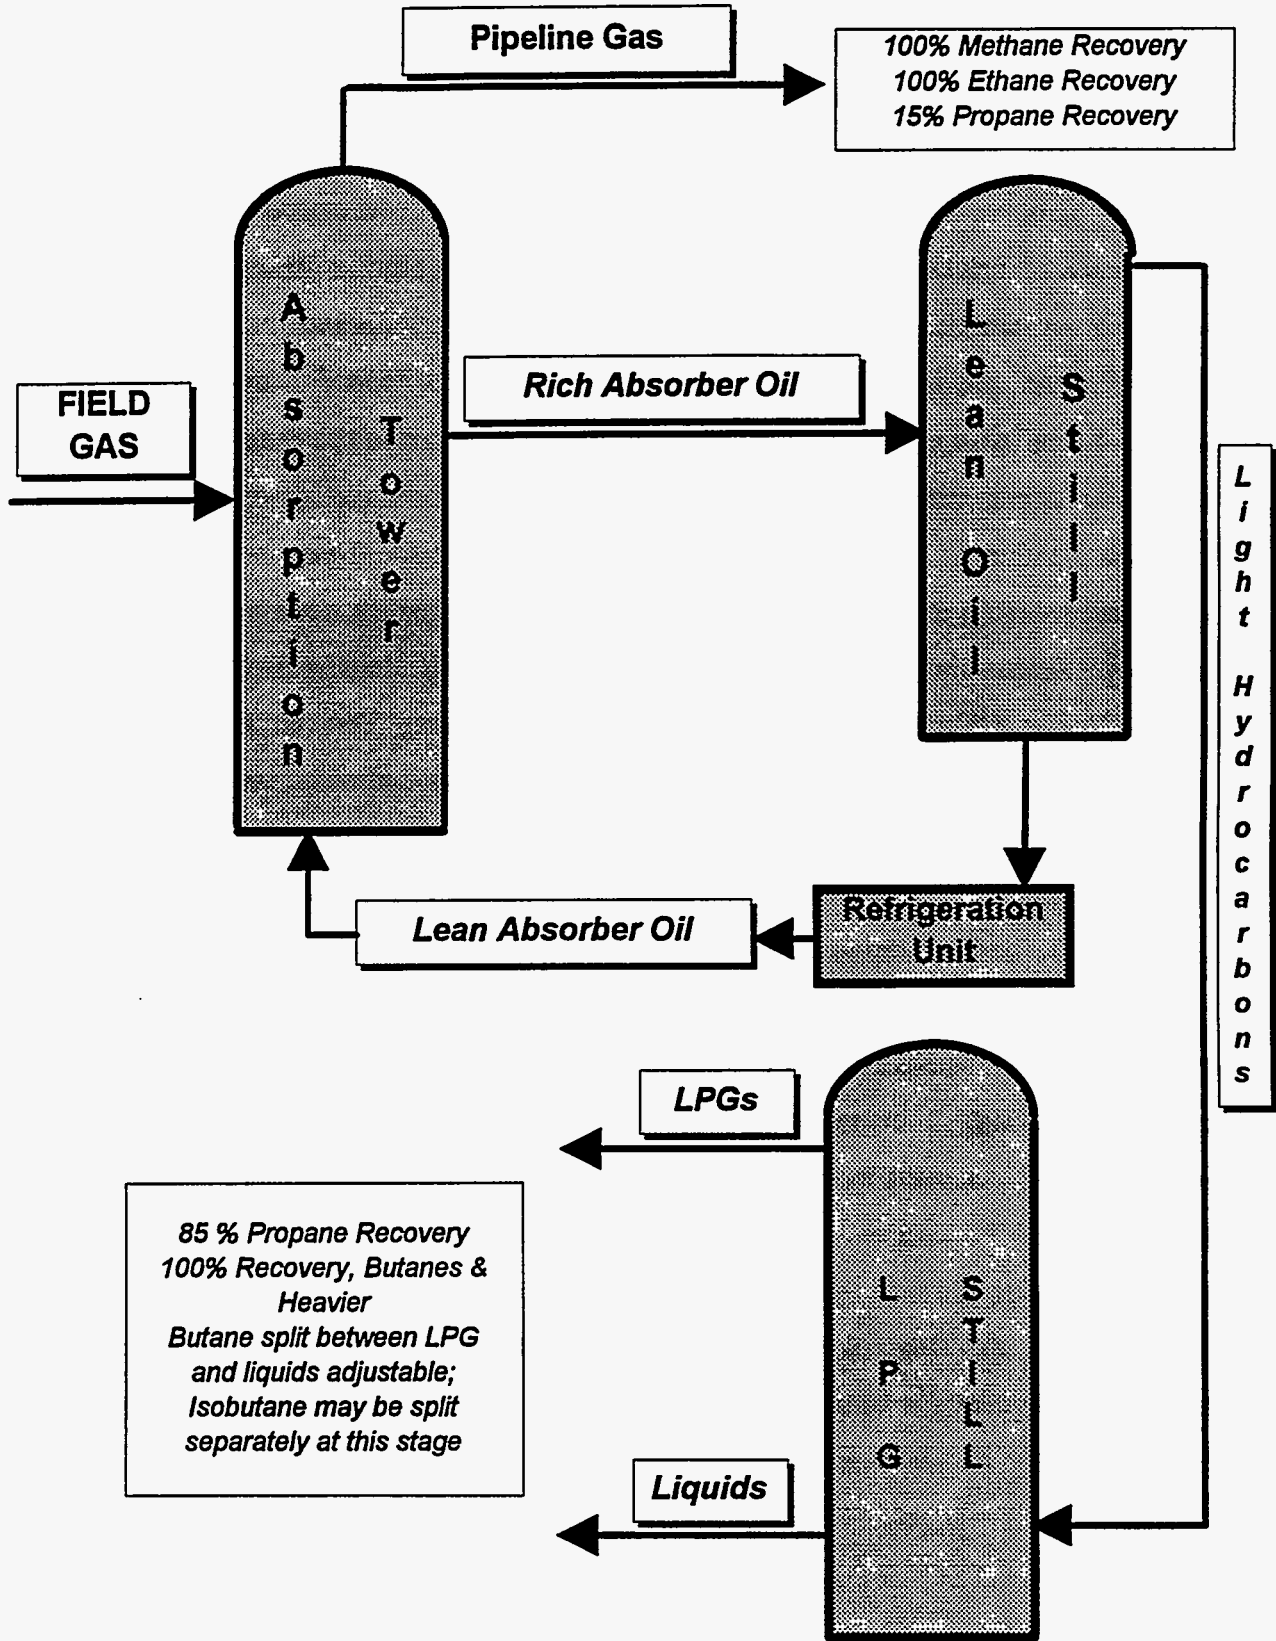 Pipeline Gas
100% Methane Recovery
100% Ethane Recovery
15% Propane Recovery
FIELD
GAS
Absorption
Tower
Rich Absorber Oil
Lean Oil
Still
Light Hydrocarbons
Lean Absorber Oil
Refrigeration
Unit
LPGs
85 % Propane Recovery
100% Recovery, Butanes &
Heavier
Butane split between LPG
and liquids adjustable;
Isobutane may be split
separately at this stage
LPG
STILL
Liquids